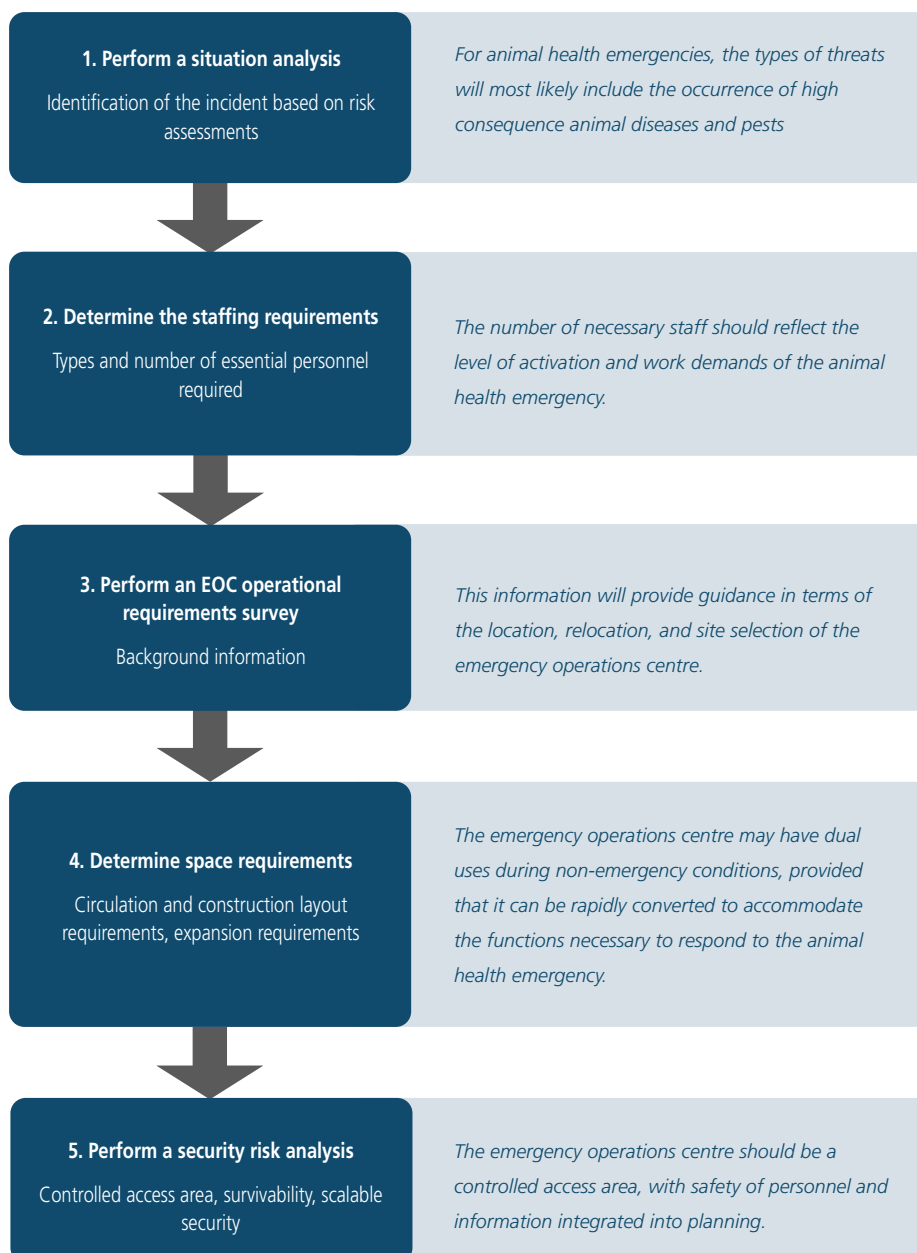 1. Perform a situation analysis
Identification of the incident based on risk
assessments
For animal health emergencies, the types of threats
will most likely include the occurrence of high
consequence animal diseases and pests
2. Determine the staffing requirements
Types and number of essential personnel
required
The number of necessary staff should reflect the
level of activation and work demands of the animal
health emergency.
3. Perform an EOC operational
requirements survey
Background information
This information will provide guidance in terms of
the location, relocation, and site selection of the
emergency operations centre.
4. Determine space requirements
Circulation and construction layout
requirements, expansion requirements
The emergency operations centre may have dual
uses during non-emergency conditions, provided
that it can be rapidly converted to accommodate
the functions necessary to respond to the animal
health emergency.
5. Perform a security risk analysis
Controlled access area, survivability, scalable
security
The emergency operations centre should be a
controlled access area, with safety of personnel and
information integrated into planning.